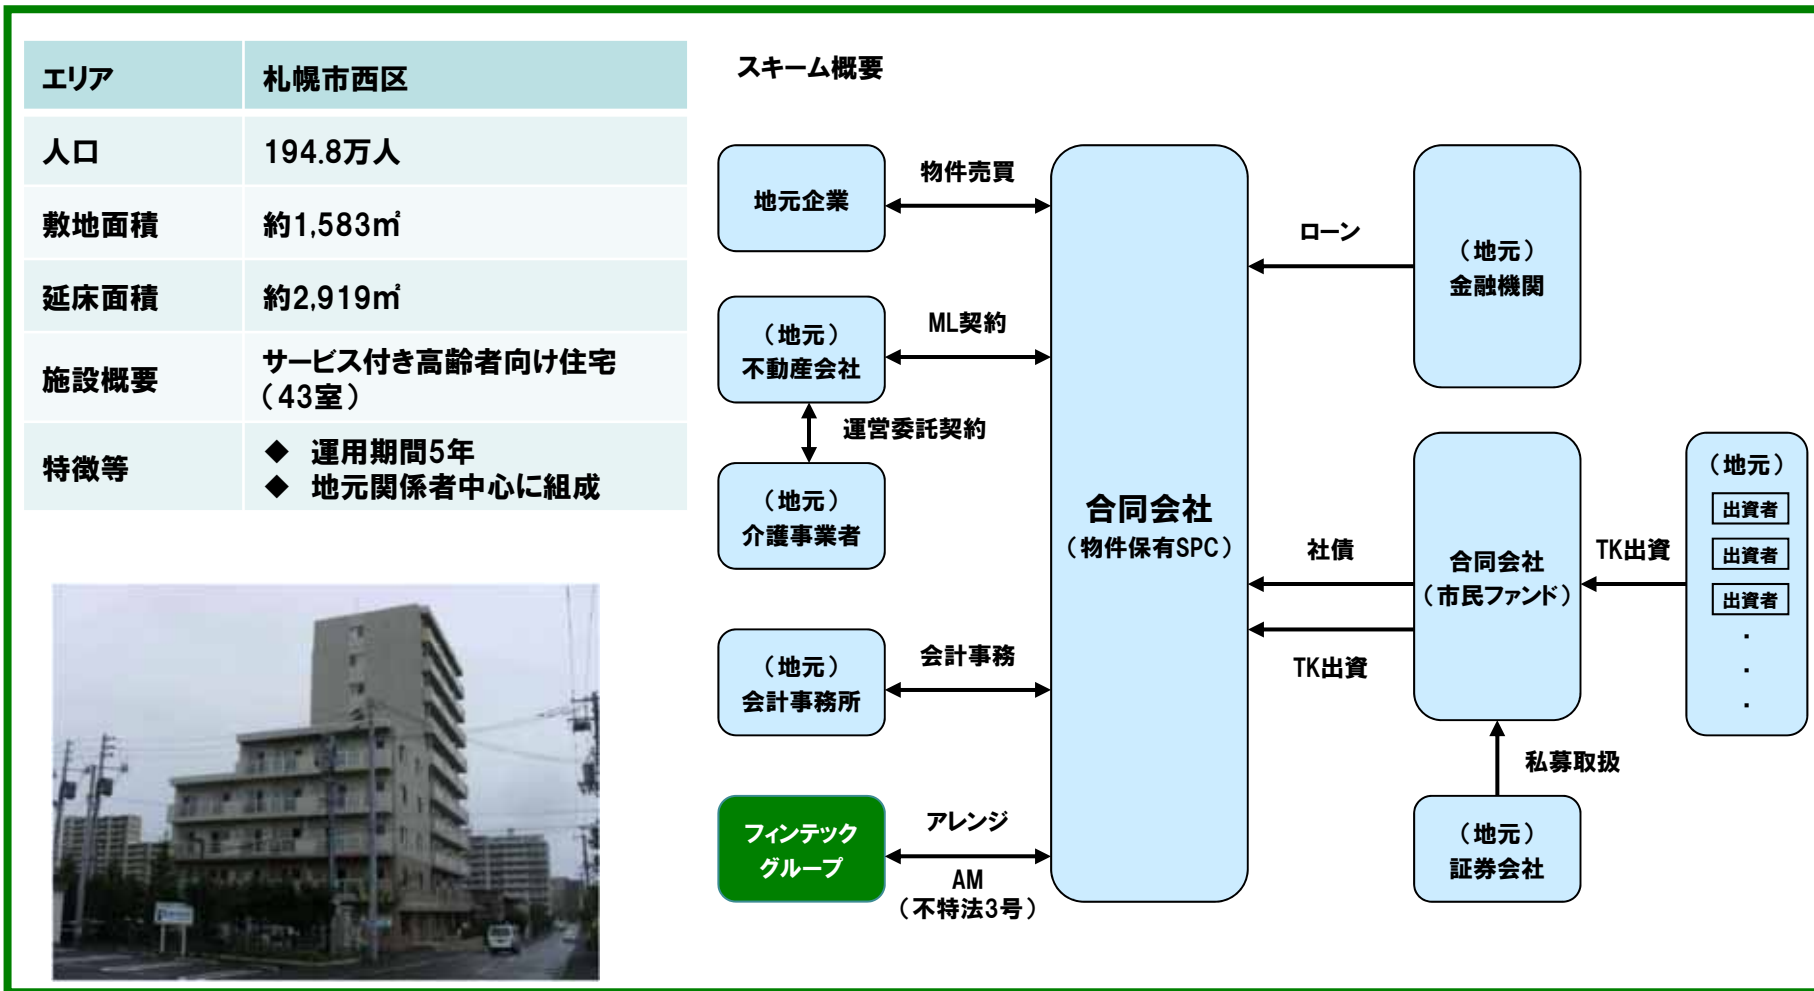 エリア
札幌市西区
人口
194.8万人
敷地面積
約1,583㎡
延床面積
約2,919㎡
施設概要
サービス付き高齢者向け住宅
（43室）
特徴等
◆ 運用期間5年
◆ 地元関係者中心に組成
スキーム概要
地元企業
物件売買
（地元）
不動産会社
ML契約
運営委託契約
（地元）
介護事業者
（地元）
会計事務所
会計事務
フィンテック
グループ
アレンジ
AM
（不特法3号）
合同会社
（物件保有SPC）
ローン
（地元）
金融機関
社債
TK出資
合同会社
（市民ファンド）
TK出資
（地元）
出資者
出資者
出資者
・
・
・
私募取扱
（地元）
証券会社